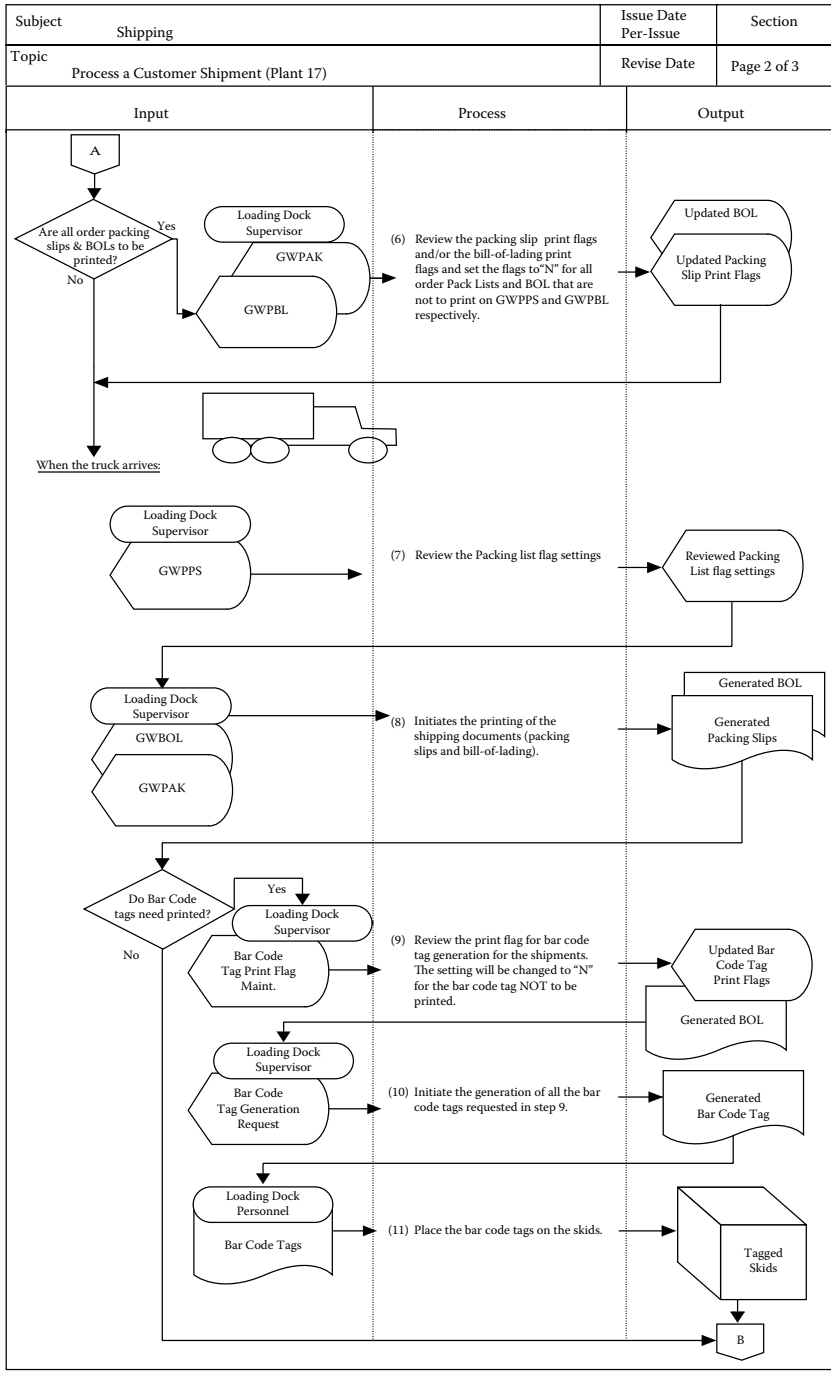 Subject
Shipping
Issue Date
Per-Issue
Section
Topic
Process a Customer Shipment (Plant 17)
Revise Date
Page 2 of 3
Input
Process
Output
A
Are all order packing
slips & BOLs to be
printed?
Yes
No
Loading Dock
Supervisor
GWPAK
GWPBL
(6) Review the packing slip print flags
and/or the bill-of-lading print
flags and set the flags to“N” for all
order Pack Lists and BOL that are
not to print on GWPPS and GWPBL
respectively.
Updated BOL
Updated Packing
Slip Print Flags
When the truck arrives:
Loading Dock
Supervisor
GWPPS
(7) Review the Packing list flag settings
Reviewed Packing
List flag settings
Loading Dock
Supervisor
GWBOL
GWPAK
(8) Initiates the printing of the
shipping documents (packing
slips and bill-of-lading).
Generated BOL
Generated
Packing Slips
Do Bar Code
tags need printed?
Yes
No
Loading Dock
Supervisor
Bar Code
Tag Print Flag
Maint.
(9) Review the print flag for bar code
tag generation for the shipments.
The setting will be changed to “N”
for the bar code tag NOT to be
printed.
Updated Bar
Code Tag
Print Flags
Generated BOL
Loading Dock
Supervisor
Bar Code
Tag Generation
Request
(10) Initiate the generation of all the bar
code tags requested in step 9.
Generated
Bar Code Tag
Loading Dock
Personnel
Bar Code Tags
(11) Place the bar code tags on the skids.
Tagged
Skids
B